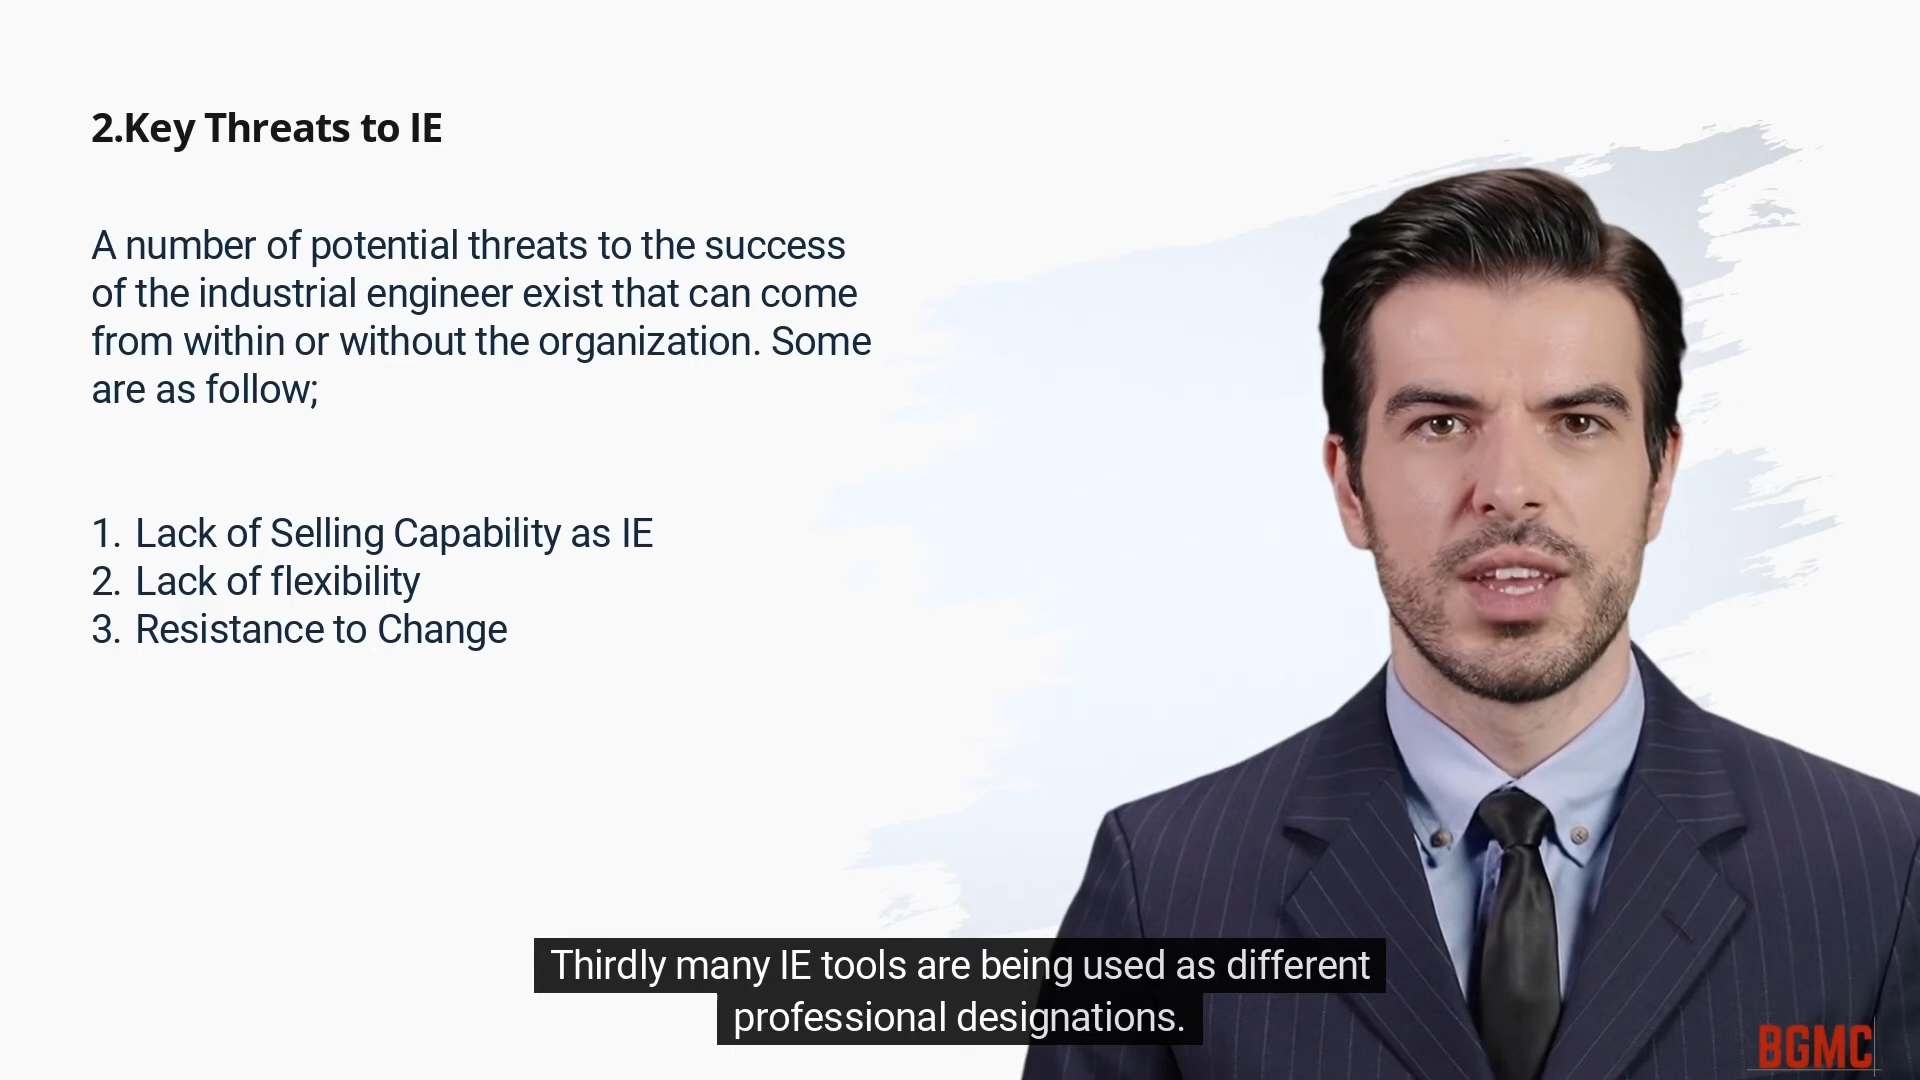 2.Key Threats to IE
A number of potential threats to the success
of the industrial engineer exist that can come
from within or without the organization. Some
are as follow;
1. Lack of Selling Capability as IE
2. Lack of flexibility
3. Resistance to Change
Thirdly many IE tools are being used as different
professional designations.
BGMC